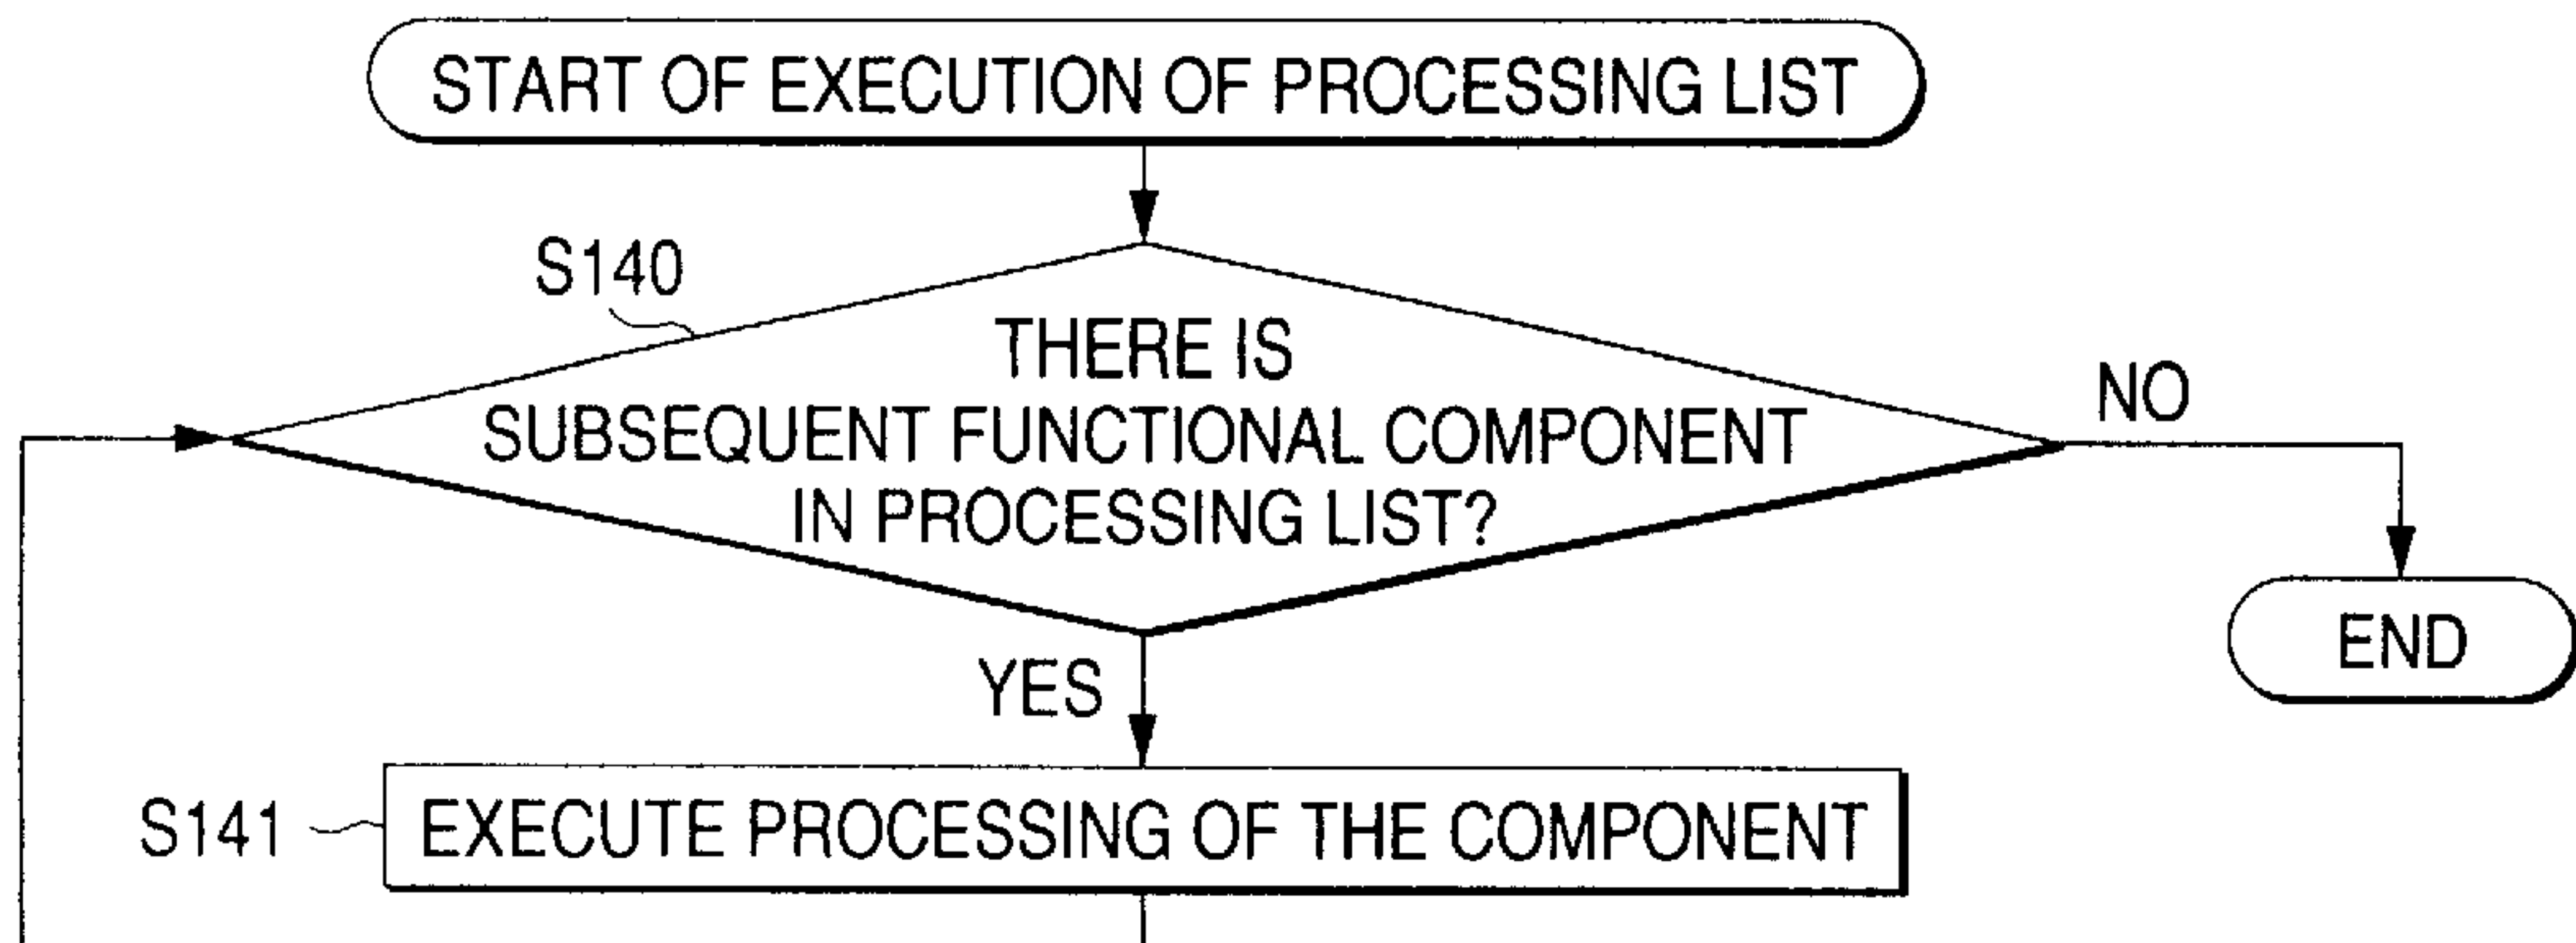 START OF EXECUTION OF PROCESSING LIST
S140
THERE IS
SUBSEQUENT FUNCTIONAL COMPONENT
IN PROCESSING LIST?
NO
END
YES
S141
EXECUTE PROCESSING OF THE COMPONENT